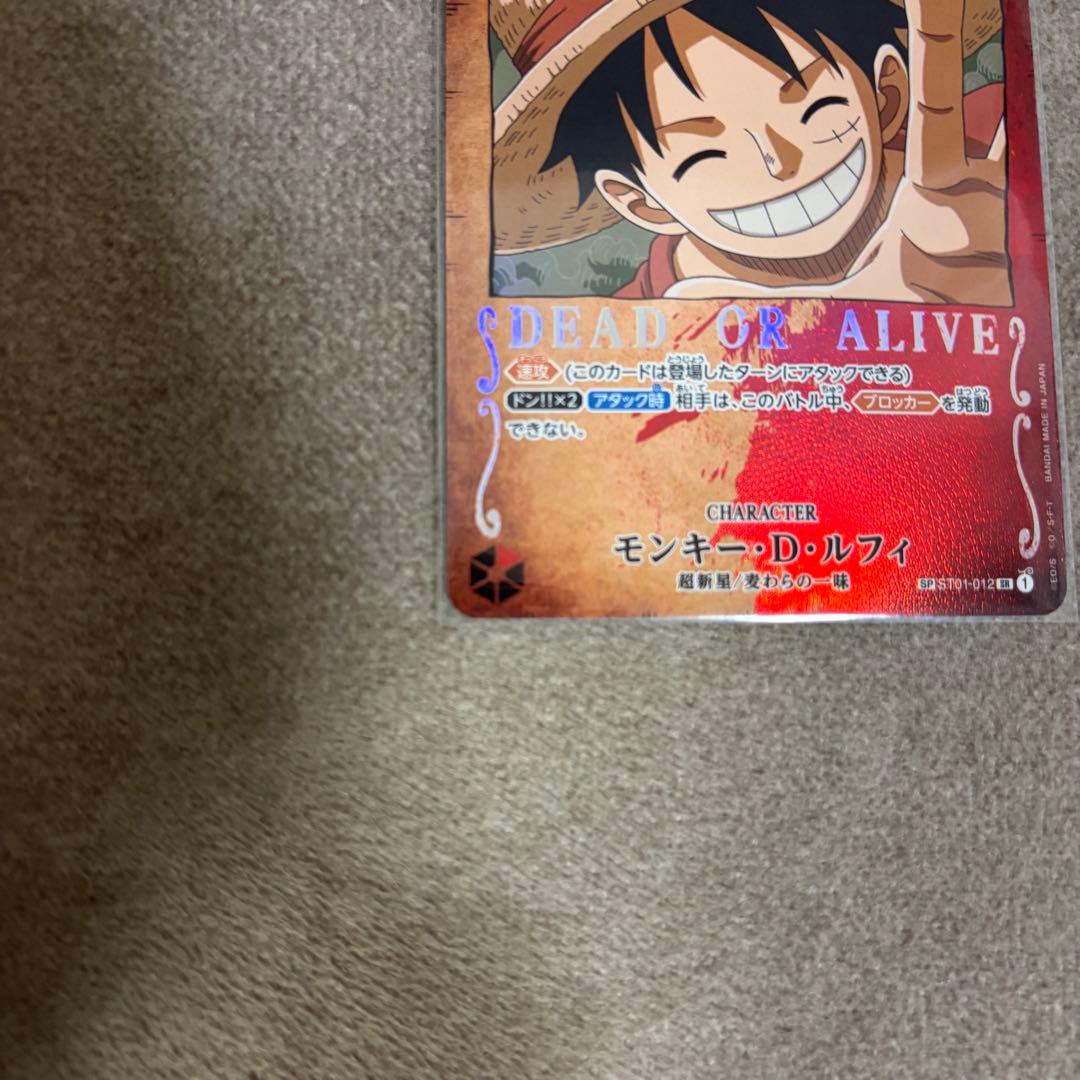 DEAD OR ALIVE
速攻 (このカードは登場したターンにアタックできる)
ドン!!×2 アタック時 相手は、このバトル中、ブロッカーを発動
できない。
CHARACTER
モンキー・D・ルフィ
超新星/麦わらの一味
SP ST01-012 SR 1
©E.O/S. ©O./S.F.T BANDAI MADE IN JAPAN